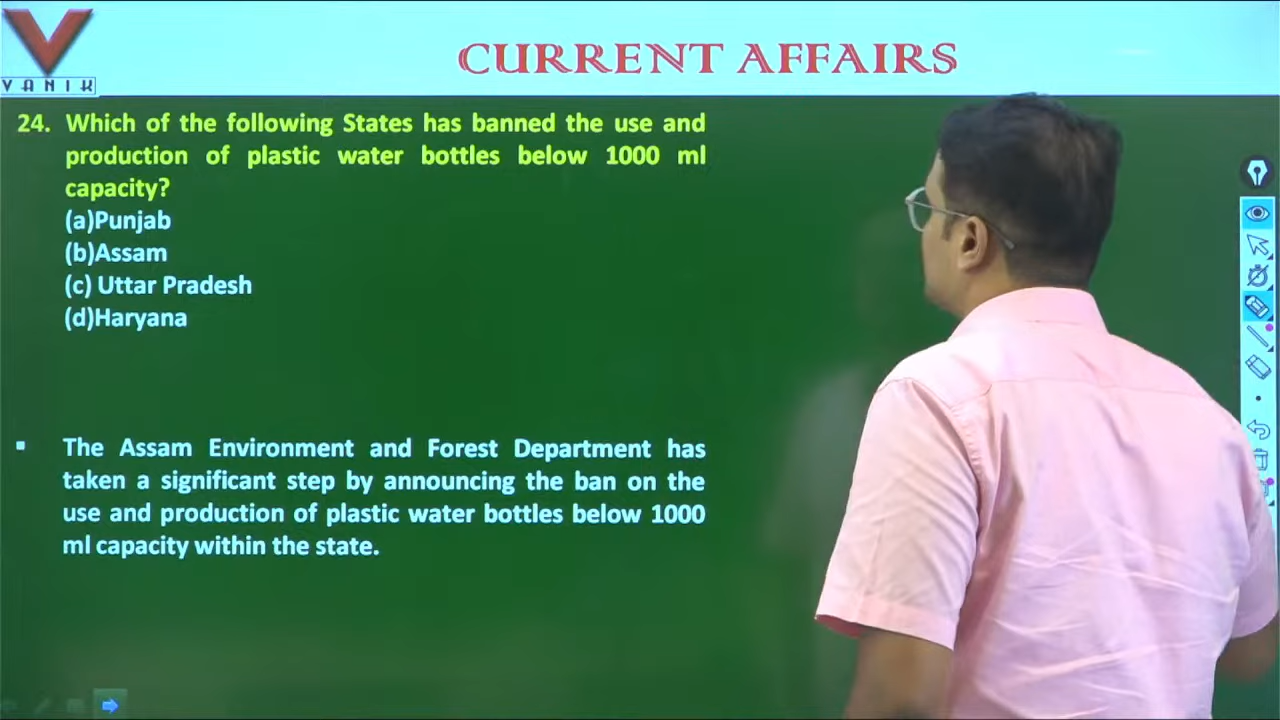 VANIK
CURRENT AFFAIRS
24. Which of the following States has banned the use and
production of plastic water bottles below 1000 ml
capacity?
(a)Punjab
(b)Assam
(c) Uttar Pradesh
(d)Haryana
▪ The Assam Environment and Forest Department has
taken a significant step by announcing the ban on the
use and production of plastic water bottles below 1000
ml capacity within the state.